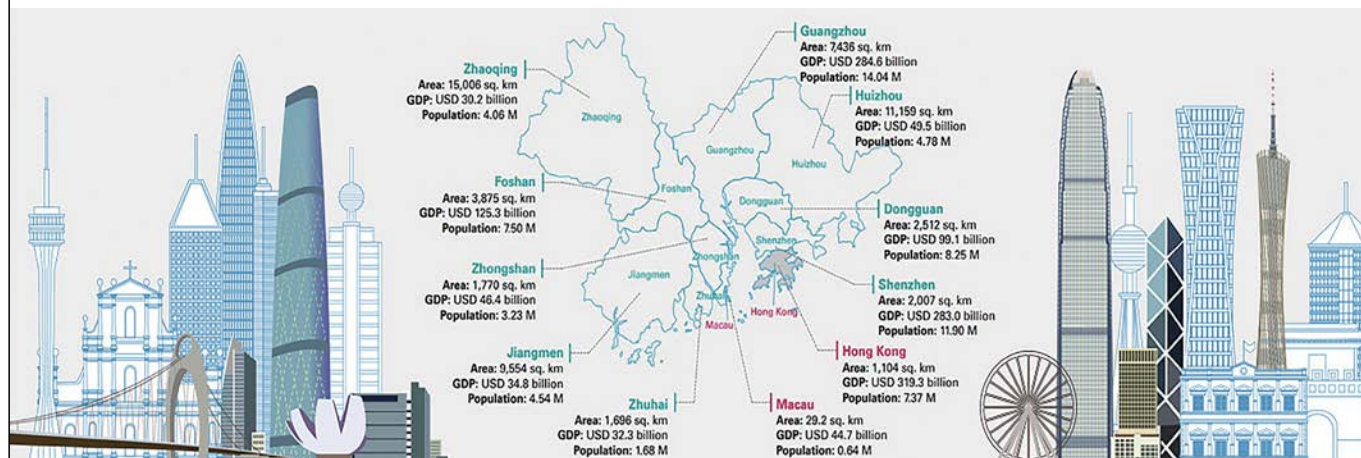 Guangzhou
Area: 7,436 sq. km
GDP: USD 284.6 billion
Population: 14.04 M
Zhaoqing
Area: 15,006 sq. km
GDP: USD 30.2 billion
Population: 4.06 M
Huizhou
Area: 11,159 sq. km
GDP: USD 49.5 billion
Population: 4.78 M
Zhaoqing
Guangzhou
Huizhou
Foshan
Area: 3,875 sq. km
GDP: USD 125.3 billion
Population: 7.50 M
Foshan
Dongguan
Dongguan
Area: 2,512 sq. km
GDP: USD 99.1 billion
Population: 8.25 M
Shenzhen
Zhongshan
Zhongshan
Area: 1,770 sq. km
GDP: USD 46.4 billion
Population: 3.23 M
Jiangmen
Shenzhen
Area: 2,007 sq. km
GDP: USD 283.0 billion
Population: 11.90 M
Zhuhai
Hong Kong
Macau
Jiangmen
Area: 9,554 sq. km
GDP: USD 34.8 billion
Population: 4.54 M
Hong Kong
Area: 1,104 sq. km
GDP: USD 319.3 billion
Population: 7.37 M
Zhuhai
Area: 1,696 sq. km
GDP: USD 32.3 billion
Population: 1.68 M
Macau
Area: 29.2 sq. km
GDP: USD 44.7 billion
Population: 0.64 M